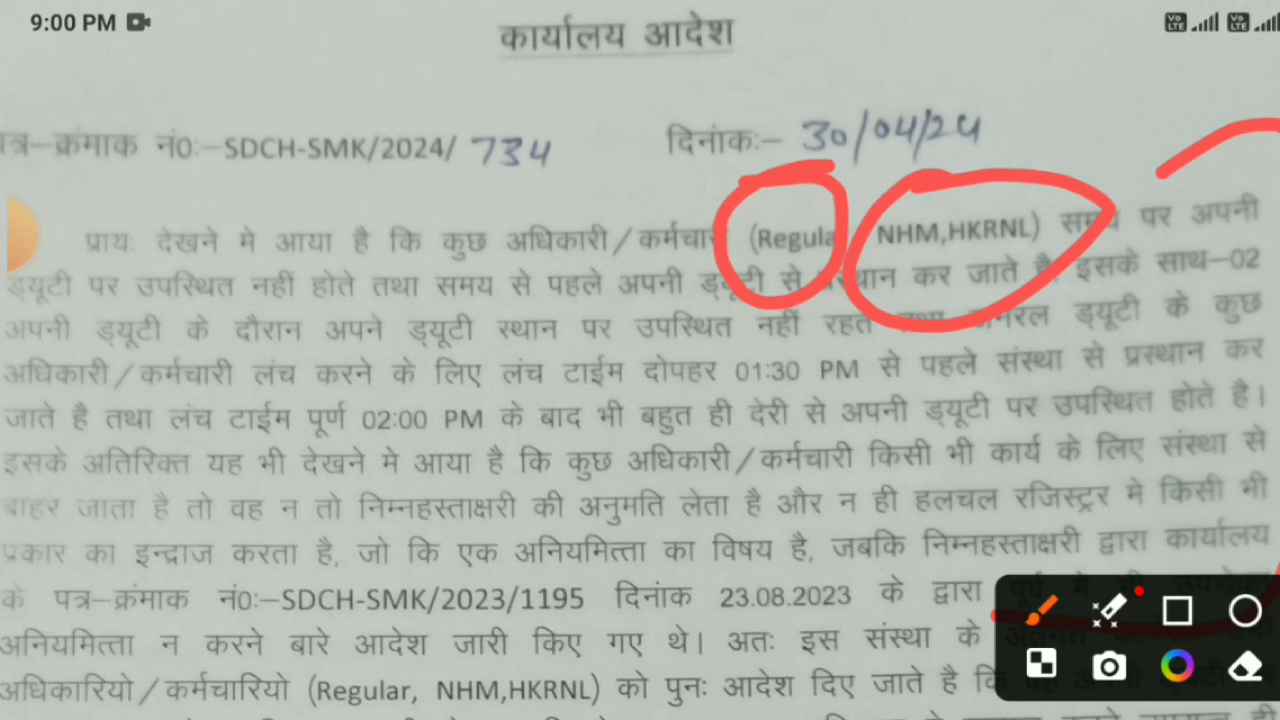 9:00 PM
कार्यालय आदेश
पत्र–क्रंमाक नं0:–SDCH-SMK/2024/ 734 दिनांक:– 30/04/24
प्राय: देखने मे आया है कि कुछ अधिकारी/कर्मचारी (Regular, NHM,HKRNL) समय पर अपनी
ड्यूटी पर उपस्थित नहीं होते तथा समय से पहले अपनी ड्यूटी से प्रस्थान कर जाते है, इसके साथ–02
अपनी ड्यूटी के दौरान अपने ड्यूटी स्थान पर उपस्थित नहीं रहते तथा जनरल ड्यूटी के कुछ
अधिकारी/कर्मचारी लंच करने के लिए लंच टाईम दोपहर 01:30 PM से पहले संस्था से प्रस्थान कर
जाते है तथा लंच टाईम पूर्ण 02:00 PM के बाद भी बहुत ही देरी से अपनी ड्यूटी पर उपस्थित होते है।
इसके अतिरिक्त यह भी देखने मे आया है कि कुछ अधिकारी/कर्मचारी किसी भी कार्य के लिए संस्था से
बाहर जाता है तो वह न तो निम्नहस्ताक्षरी की अनुमति लेता है और न ही हलचल रजिस्ट्रर मे किसी भी
प्रकार का इन्द्राज करता है, जो कि एक अनियमित्ता का विषय है, जबकि निम्नहस्ताक्षरी द्वारा कार्यालय
के पत्र–क्रंमाक नं0:–SDCH-SMK/2023/1195 दिनांक 23.08.2023 के द्वारा पूर्व मे भी
अनियमित्ता न करने बारे आदेश जारी किए गए थे। अतः इस संस्था के अंतर्गत
अधिकारियो/कर्मचारियो (Regular, NHM,HKRNL) को पुनः आदेश दिए जाते है कि